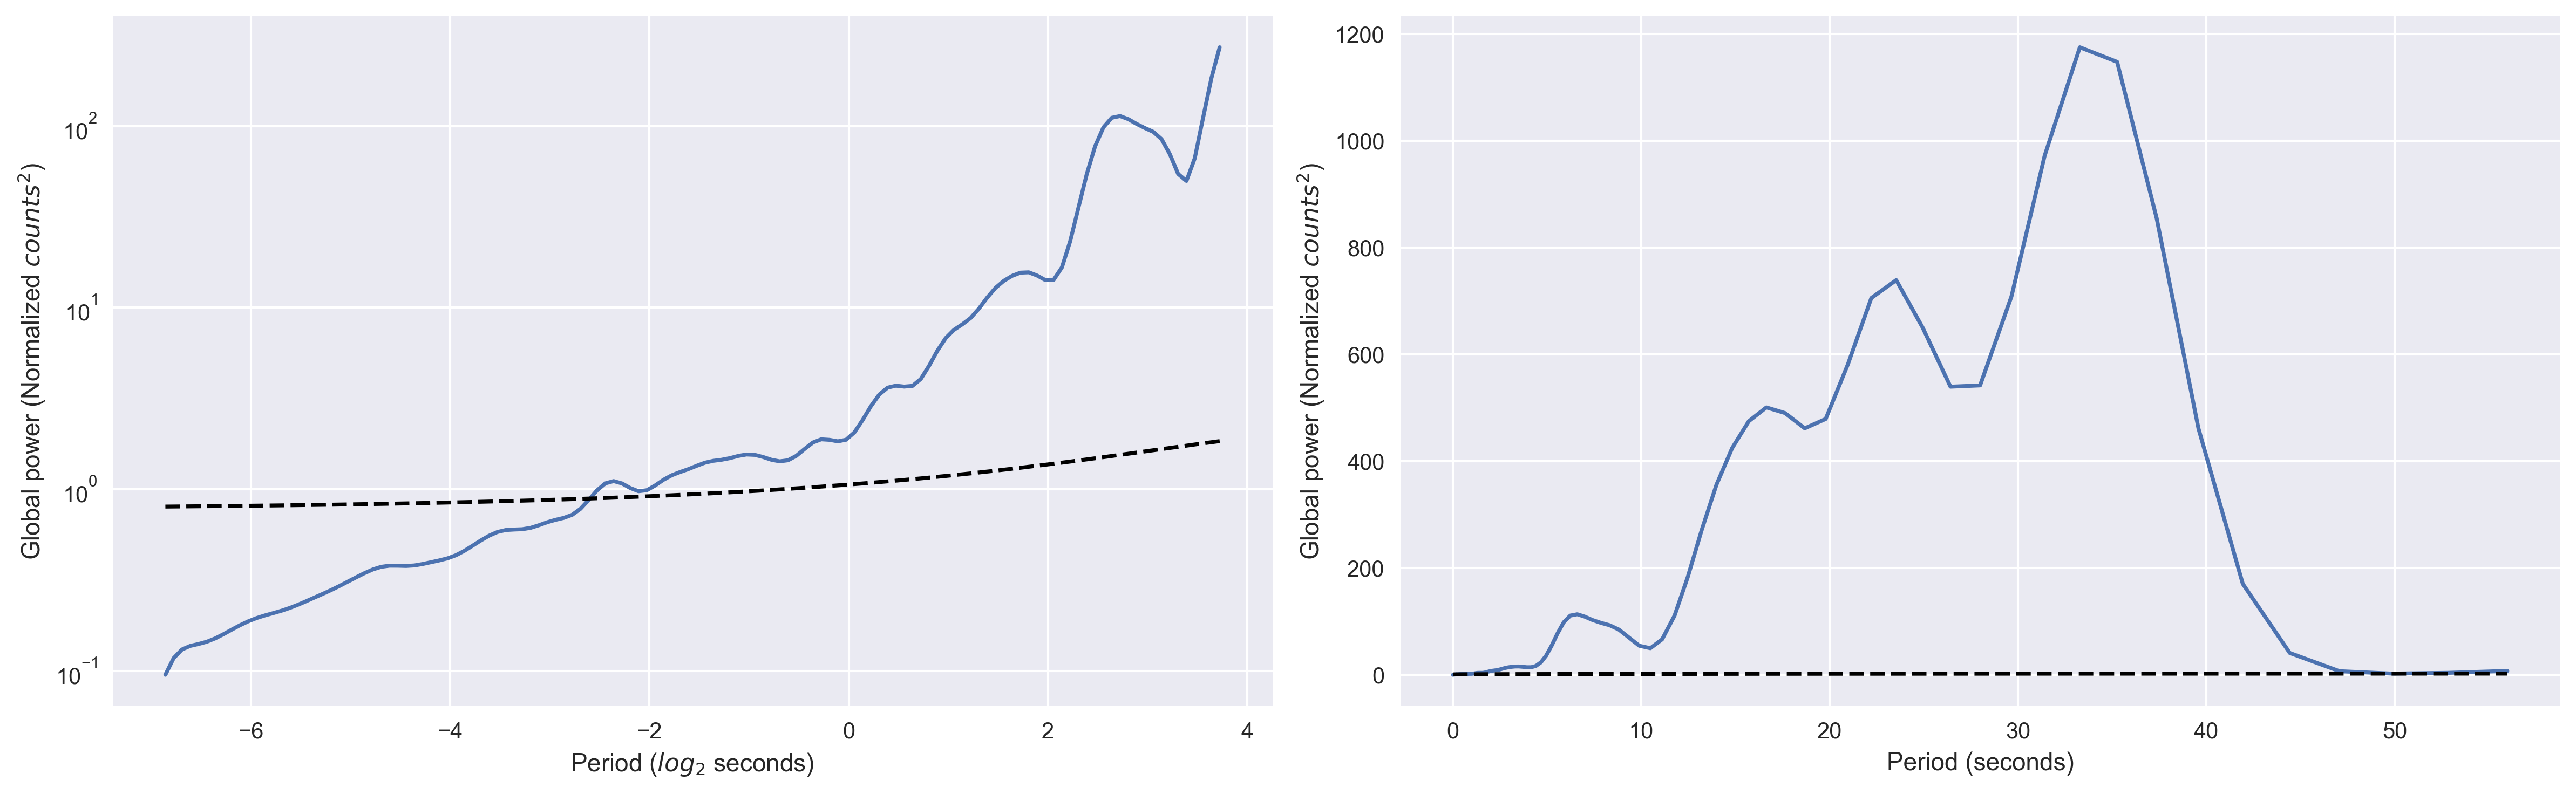 Global power (Normalized counts²)
10²
10¹
10⁰
10⁻¹
−6 −4 −2 0 2 4
Period (log₂ seconds)
Global power (Normalized counts²)
1200
1000
800
600
400
200
0
0 10 20 30 40 50
Period (seconds)